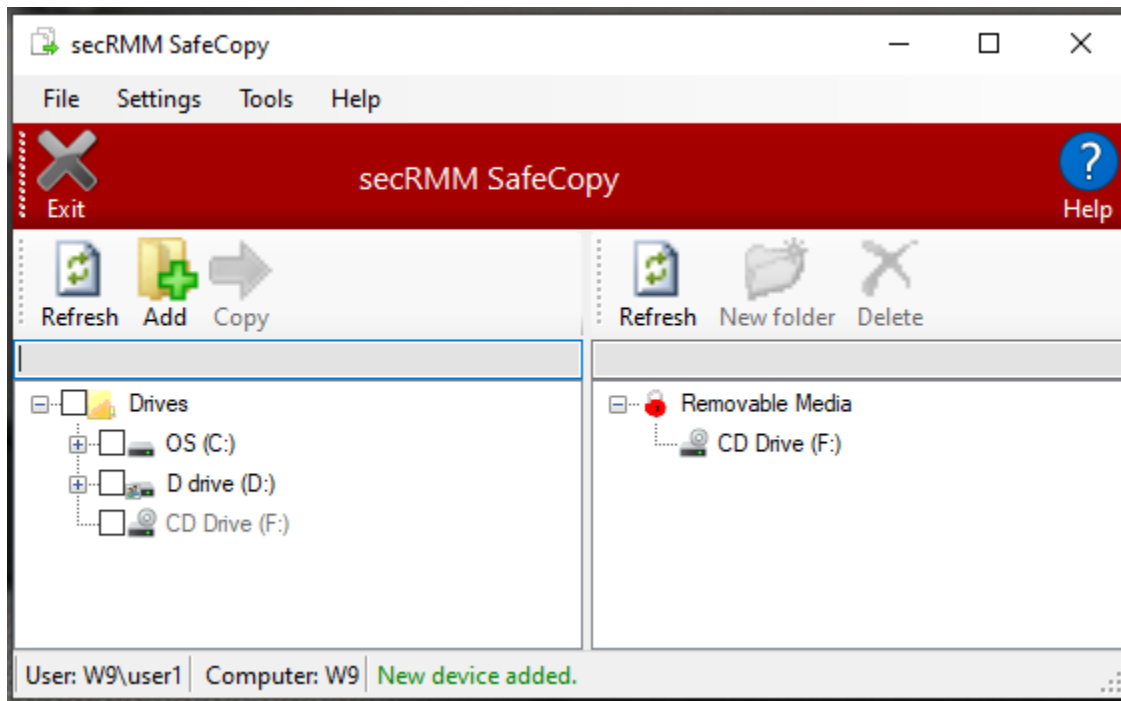 secRMM SafeCopy
File Settings Tools Help
Exit
secRMM SafeCopy
?
Help
Refresh Add Copy
Refresh New folder Delete
Drives
OS (C:)
D drive (D:)
CD Drive (F:)
Removable Media
CD Drive (F:)
User: W9\user1 Computer: W9 New device added.